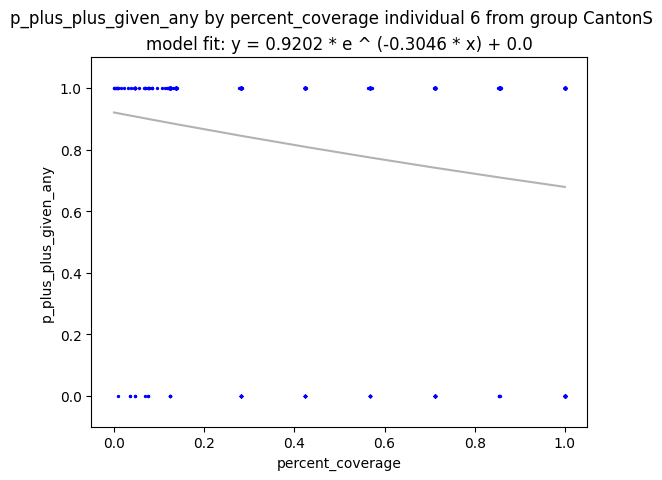 p_plus_plus_given_any by percent_coverage individual 6 from group CantonS
model fit: y = 0.9202 * e ^ (-0.3046 * x) + 0.0
1.0
0.8
0.6
0.4
0.2
0.0
p_plus_plus_given_any
0.0 0.2 0.4 0.6 0.8 1.0
percent_coverage